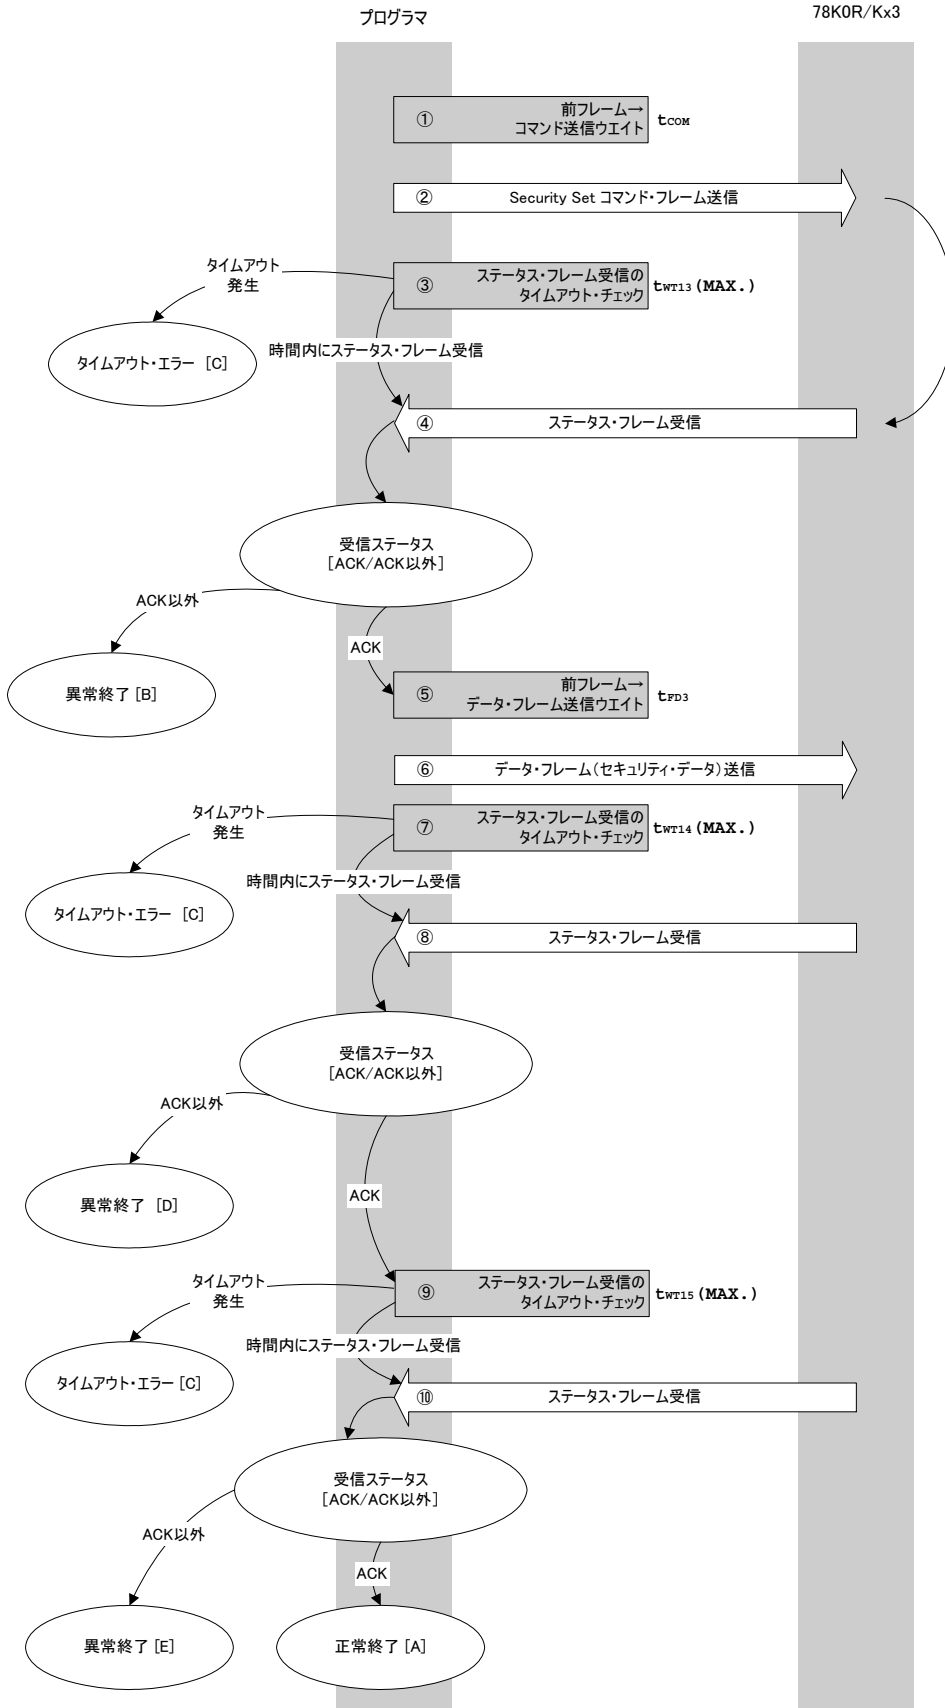 プログラマ
78K0R/Kx3
①
前フレーム→
コマンド送信ウエイト
tCOM
②
Security Set コマンド・フレーム送信
タイムアウト
発生
③
ステータス・フレーム受信の
タイムアウト・チェック
tWT13(MAX.)
タイムアウト・エラー [C]
時間内にステータス・フレーム受信
④
ステータス・フレーム受信
受信ステータス
[ACK/ACK以外]
ACK以外
ACK
異常終了 [B]
⑤
前フレーム→
データ・フレーム送信ウエイト
tFD3
⑥
データ・フレーム(セキュリティ・データ)送信
タイムアウト
発生
⑦
ステータス・フレーム受信の
タイムアウト・チェック
tWT14(MAX.)
時間内にステータス・フレーム受信
タイムアウト・エラー [C]
⑧
ステータス・フレーム受信
受信ステータス
[ACK/ACK以外]
ACK以外
異常終了 [D]
ACK
タイムアウト
発生
⑨
ステータス・フレーム受信の
タイムアウト・チェック
tWT15(MAX.)
時間内にステータス・フレーム受信
タイムアウト・エラー [C]
⑩
ステータス・フレーム受信
受信ステータス
[ACK/ACK以外]
ACK以外
ACK
異常終了 [E]
正常終了 [A]